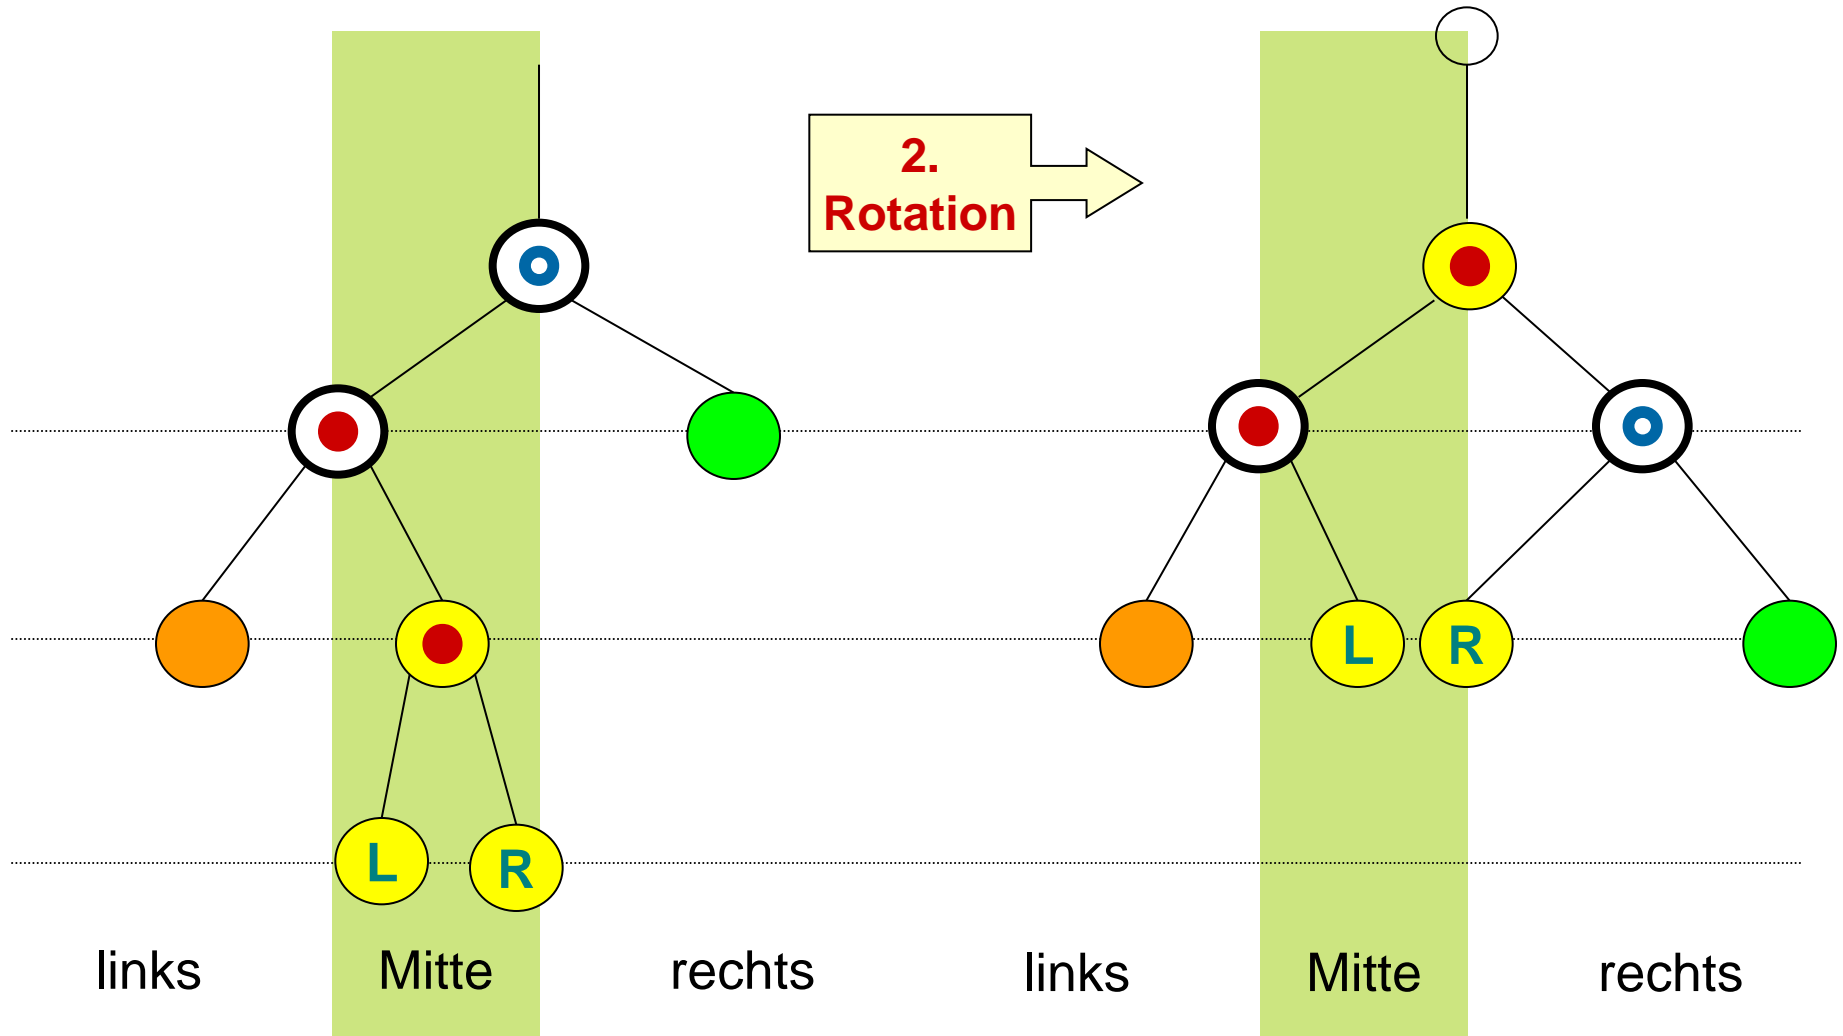 2.
Rotation
L
R
L
R
links
Mitte
rechts
links
Mitte
rechts